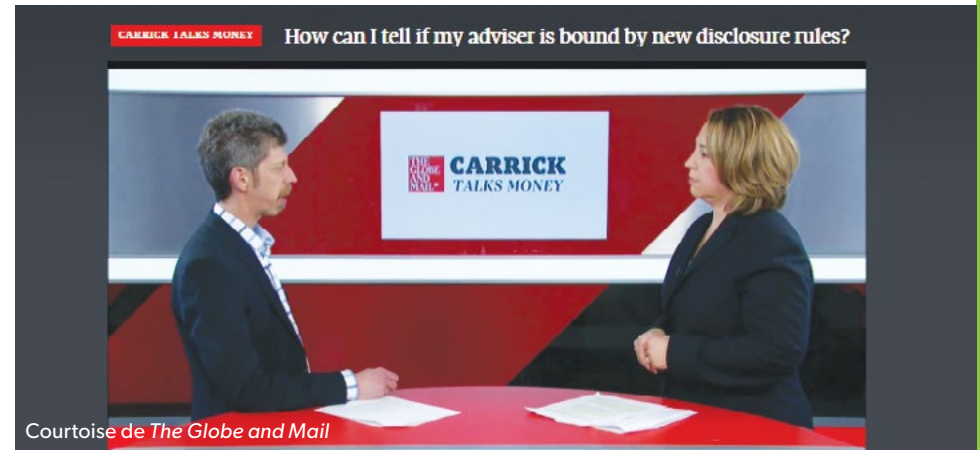 CARRICK TALKS MONEY How can I tell if my adviser is bound by new disclosure rules?
THE
GLOBE
AND
MAIL*
CARRICK
TALKS MONEY
Courtoise de The Globe and Mail